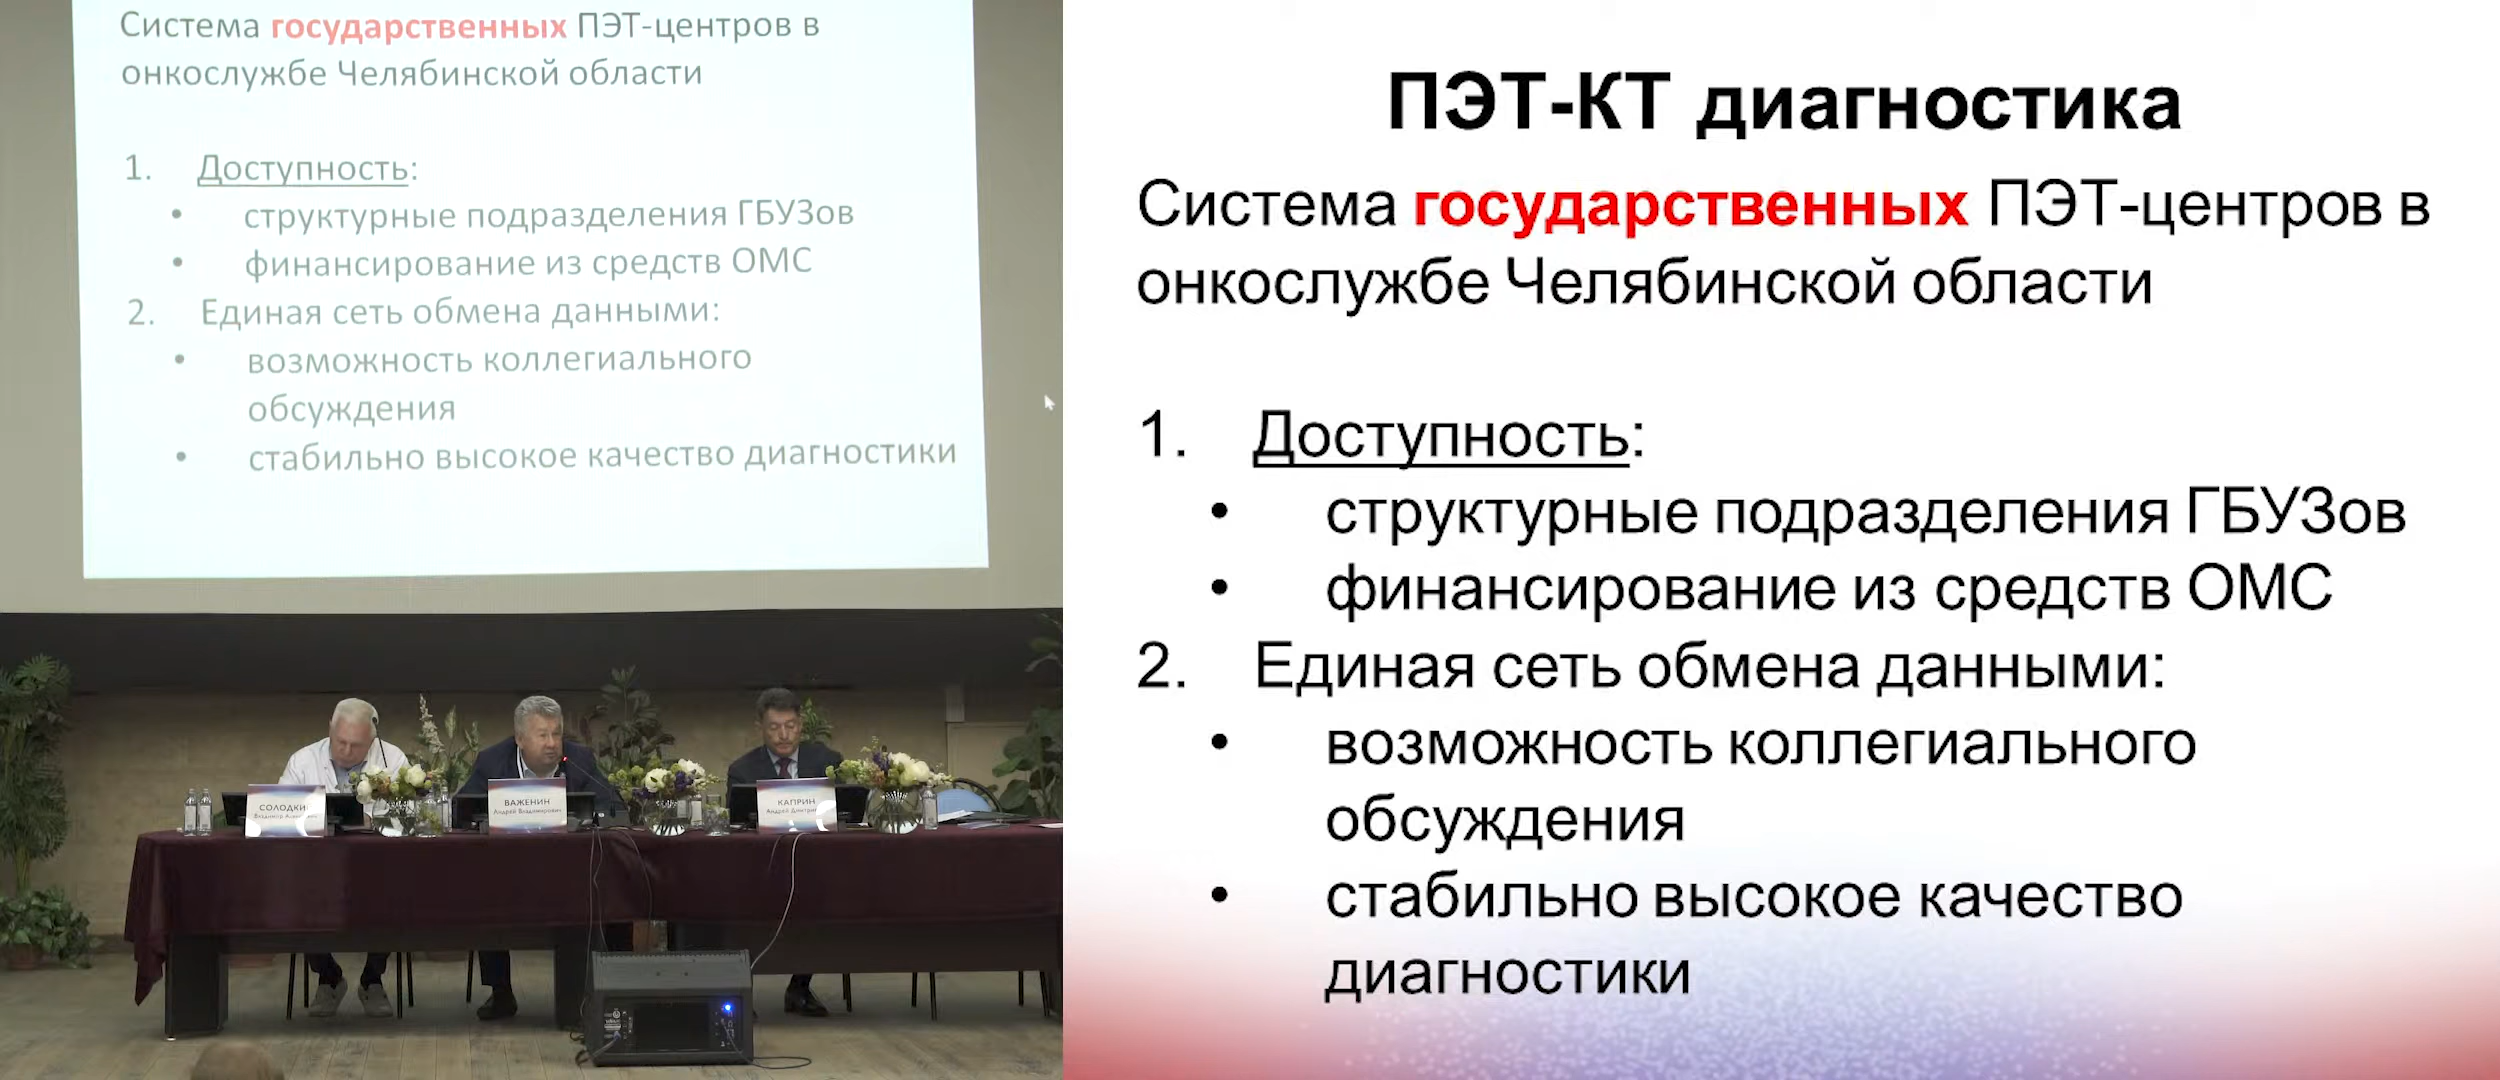 Система государственных ПЭТ-центров в
онкослужбе Челябинской области
1. Доступность:
• структурные подразделения ГБУЗов
• финансирование из средств ОМС
2. Единая сеть обмена данными:
• возможность коллегиального
обсуждения
• стабильно высокое качество диагностики
ВАЖЕНИН
Андрей Владимирович
КАПРИН
Андрей
ПЭТ-КТ диагностика
Система государственных ПЭТ-центров в
онкослужбе Челябинской области
1. Доступность:
• структурные подразделения ГБУЗов
• финансирование из средств ОМС
2. Единая сеть обмена данными:
• возможность коллегиального
обсуждения
• стабильно высокое качество
диагностики